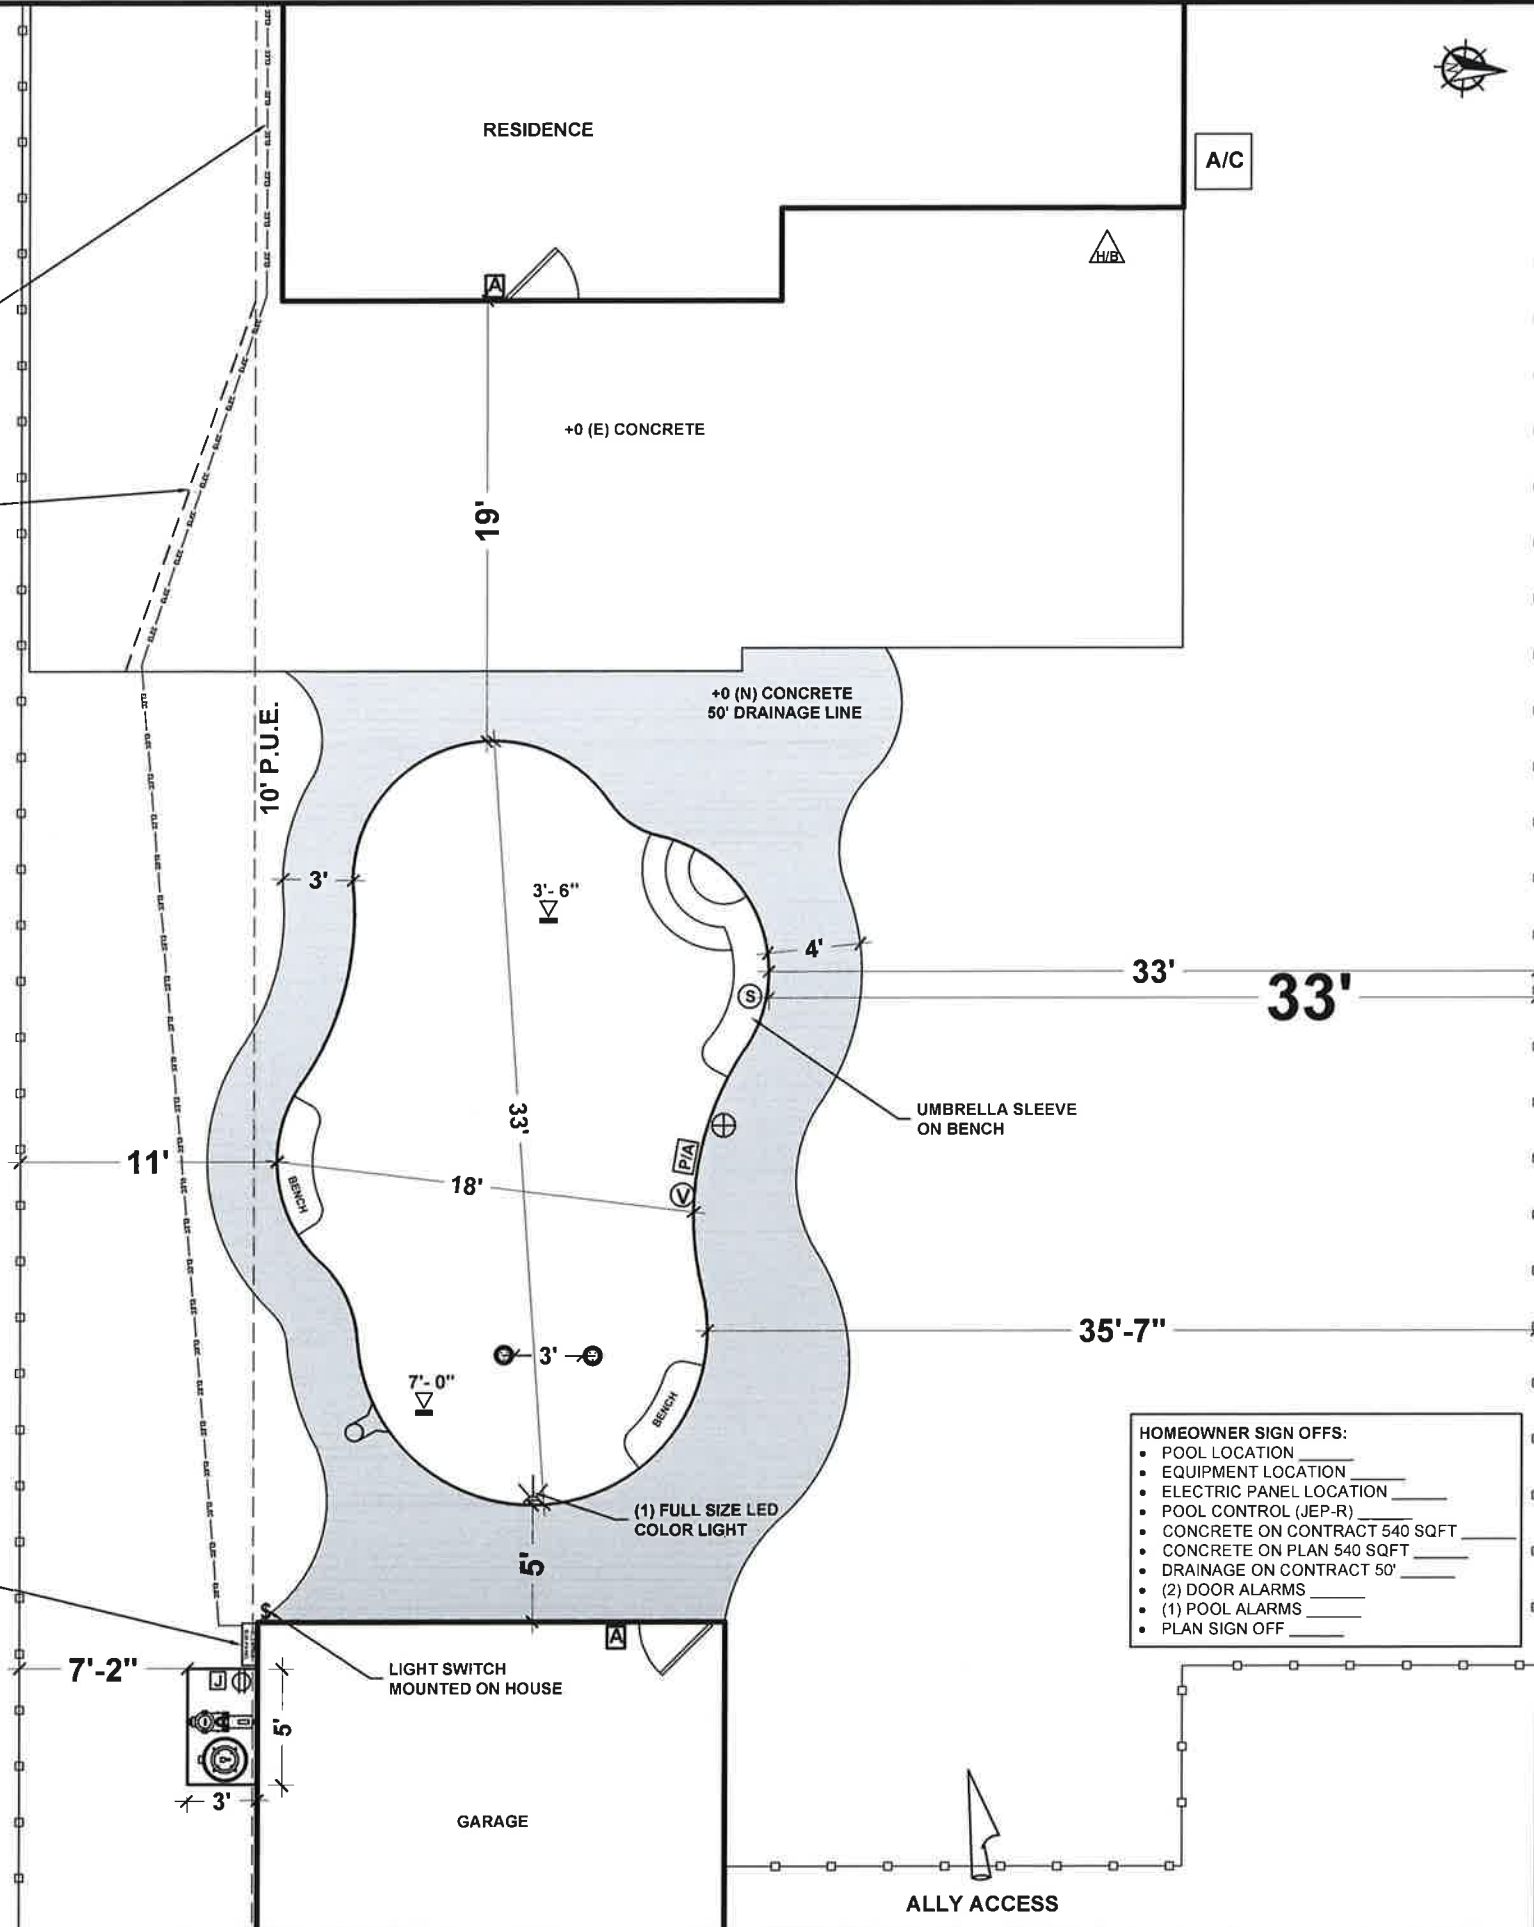 RESIDENCE
N
A/C
H/B
A
+0 (E) CONCRETE
19'
+0 (N) CONCRETE
50' DRAINAGE LINE
10' P.U.E.
3'
3'- 6"
4'
33'
33'
S
UMBRELLA SLEEVE
ON BENCH
33'
P/A
11'
18'
BENCH
V
35'-7"
3'
7'- 0"
BENCH
(1) FULL SIZE LED
COLOR LIGHT
5'
HOMEOWNER SIGN OFFS:
• POOL LOCATION ______
• EQUIPMENT LOCATION ______
• ELECTRIC PANEL LOCATION ______
• POOL CONTROL (JEP-R) ______
• CONCRETE ON CONTRACT 540 SQFT ______
• CONCRETE ON PLAN 540 SQFT ______
• DRAINAGE ON CONTRACT 50' ______
• (2) DOOR ALARMS ______
• (1) POOL ALARMS ______
• PLAN SIGN OFF ______
$
A
7'-2"
LIGHT SWITCH
MOUNTED ON HOUSE
J
5'
3'
GARAGE
ALLY ACCESS